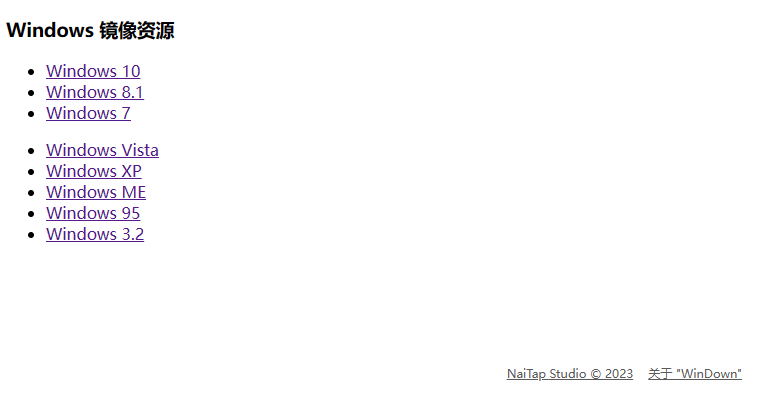 Windows 镜像资源
Windows 10
Windows 8.1
Windows 7
Windows Vista
Windows XP
Windows ME
Windows 95
Windows 3.2
NaiTap Studio © 2023 关于 "WinDown"